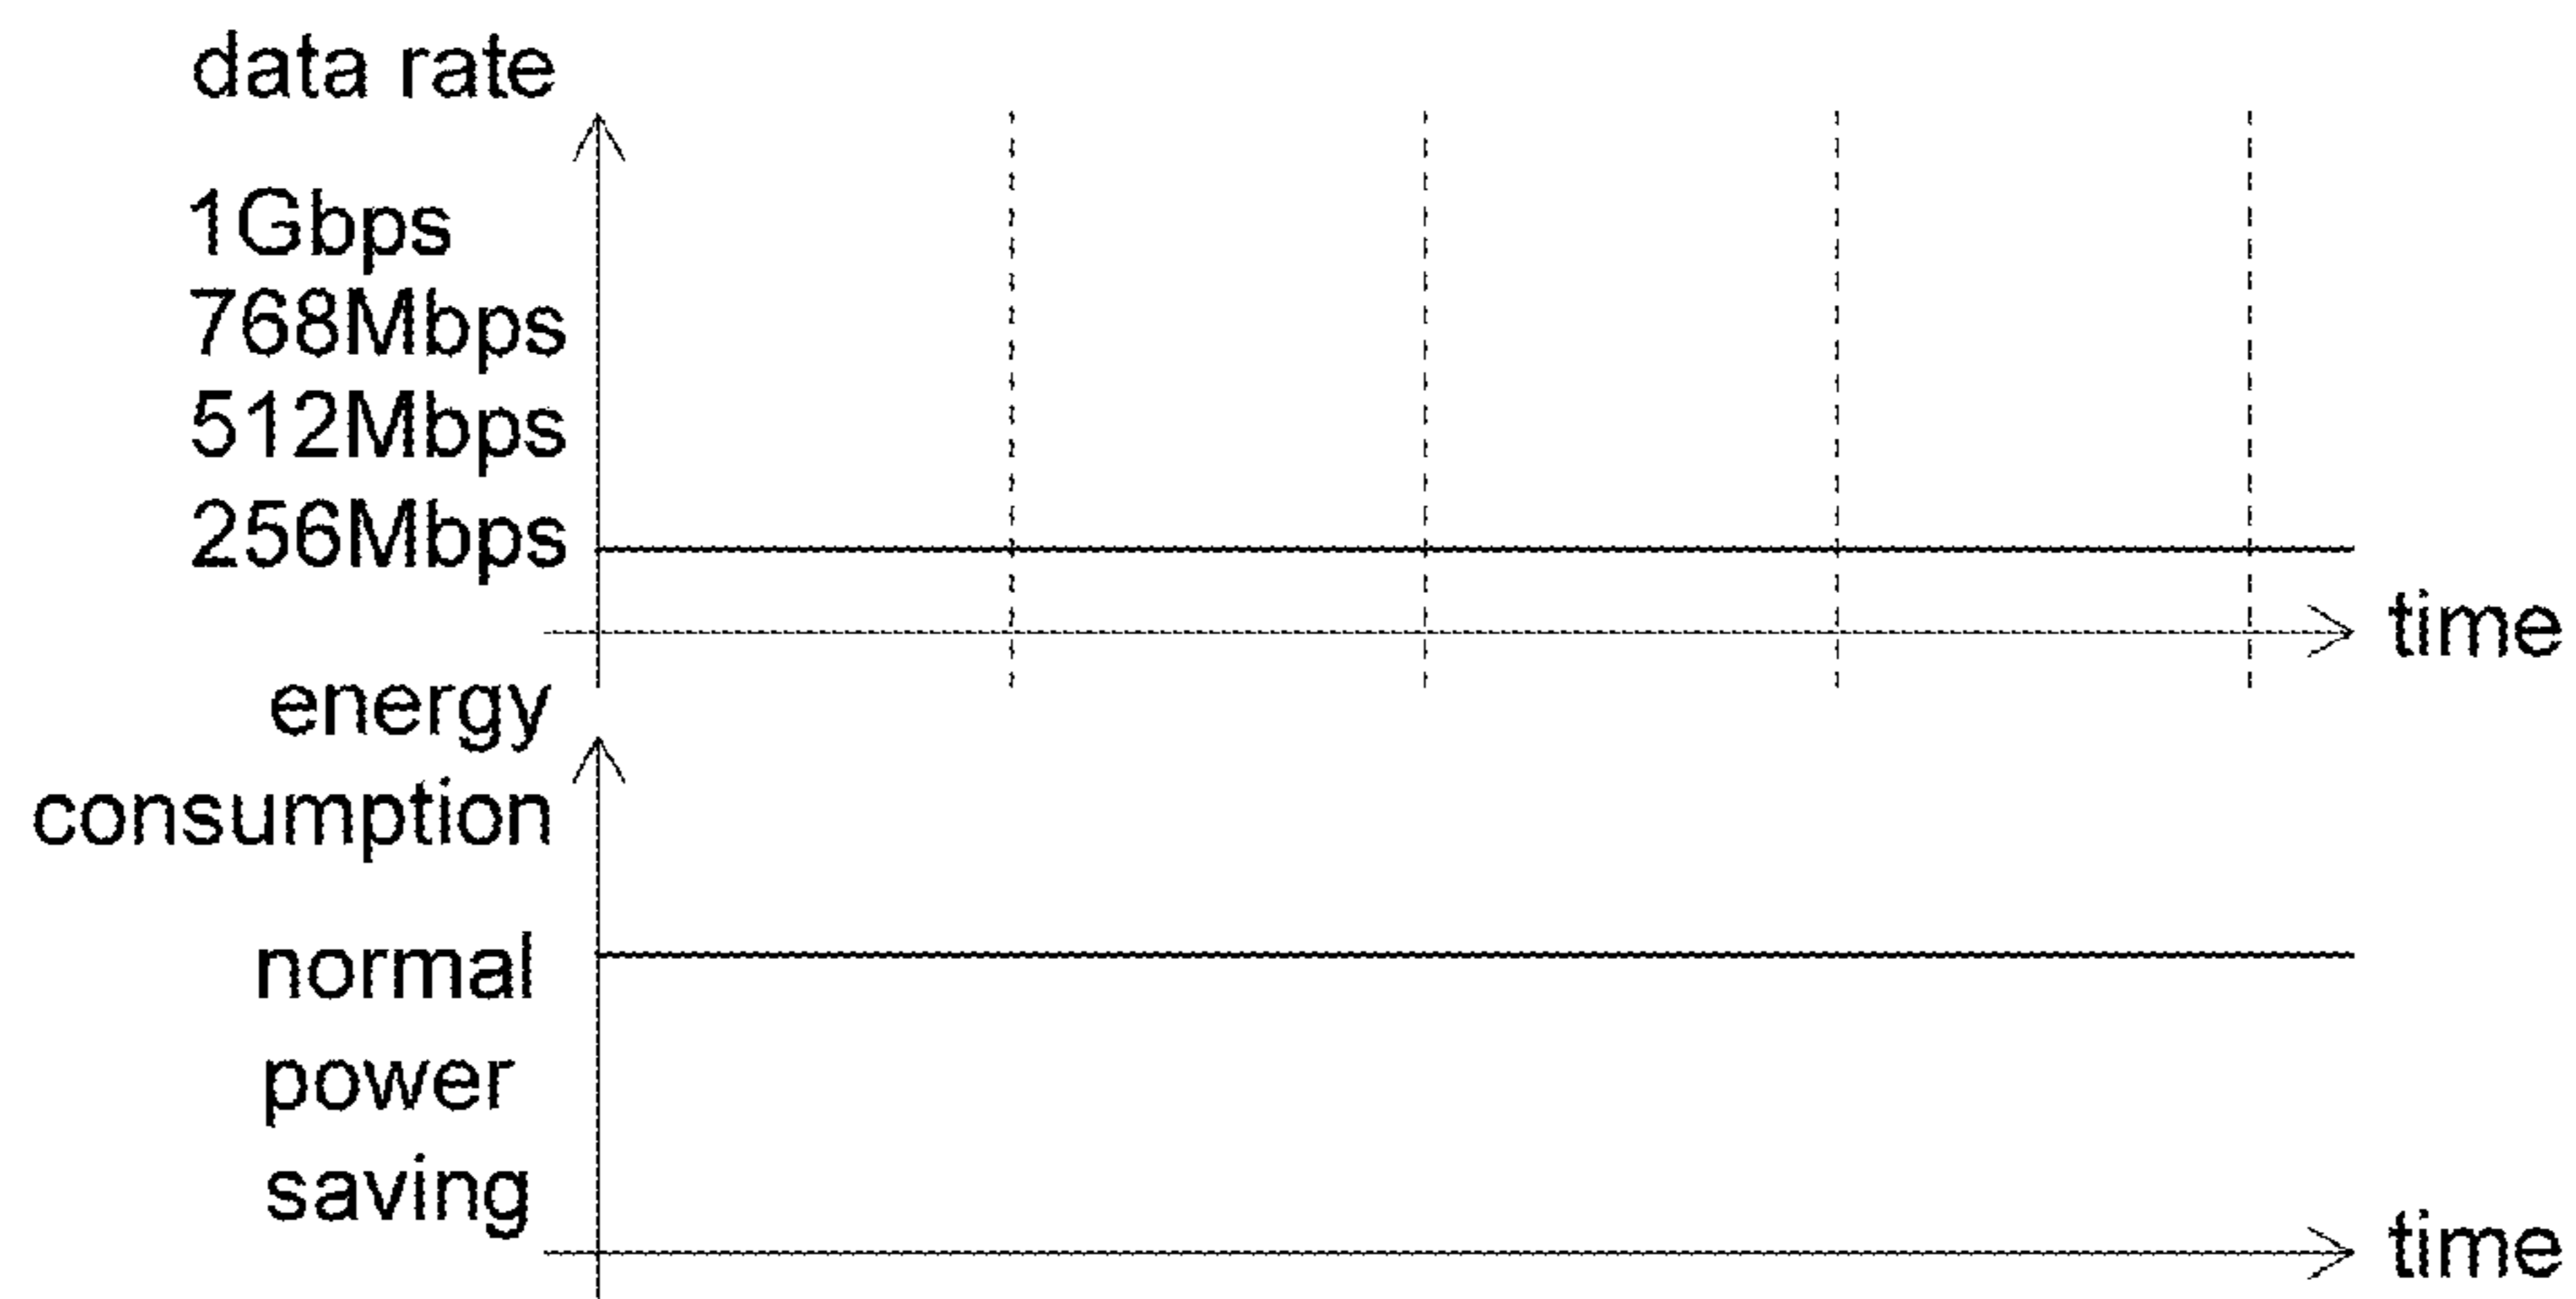 data rate
1Gbps
768Mbps
512Mbps
256Mbps
time
energy
consumption
normal
power
saving
time